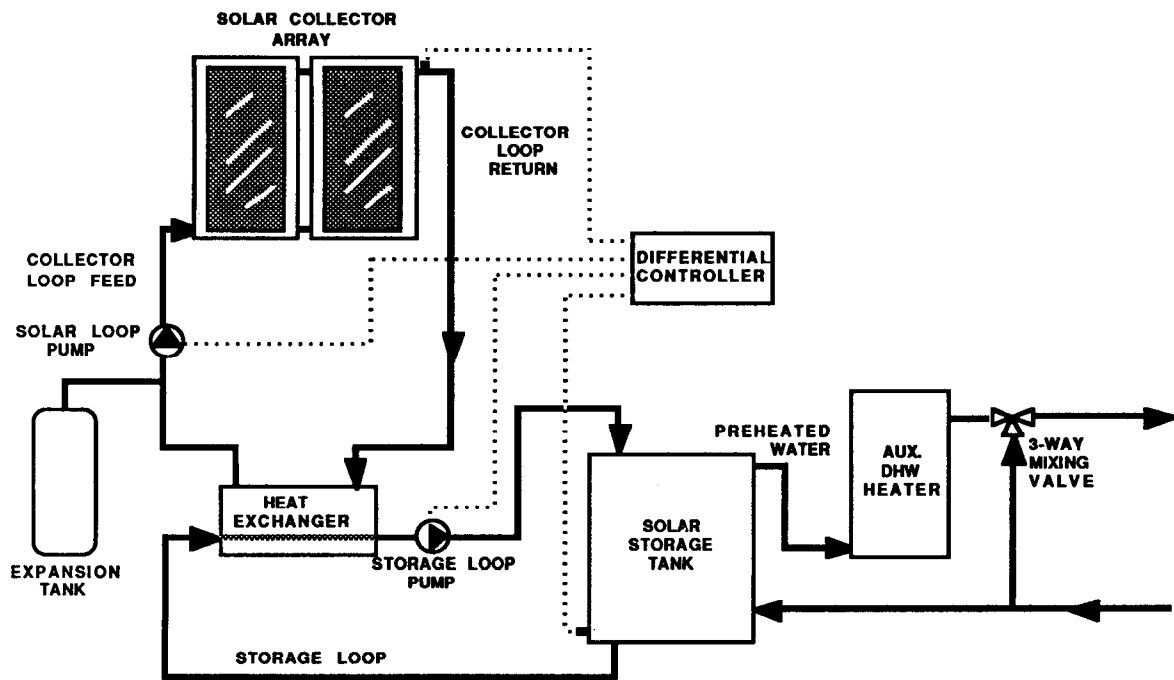 SOLAR COLLECTOR
ARRAY
COLLECTOR
LOOP
RETURN
COLLECTOR
LOOP FEED
DIFFERENTIAL
CONTROLLER
SOLAR LOOP
PUMP
PREHEATED
WATER
AUX.
DHW
HEATER
3-WAY
MIXING
VALVE
HEAT
EXCHANGER
SOLAR
STORAGE
TANK
STORAGE LOOP
PUMP
EXPANSION
TANK
STORAGE LOOP